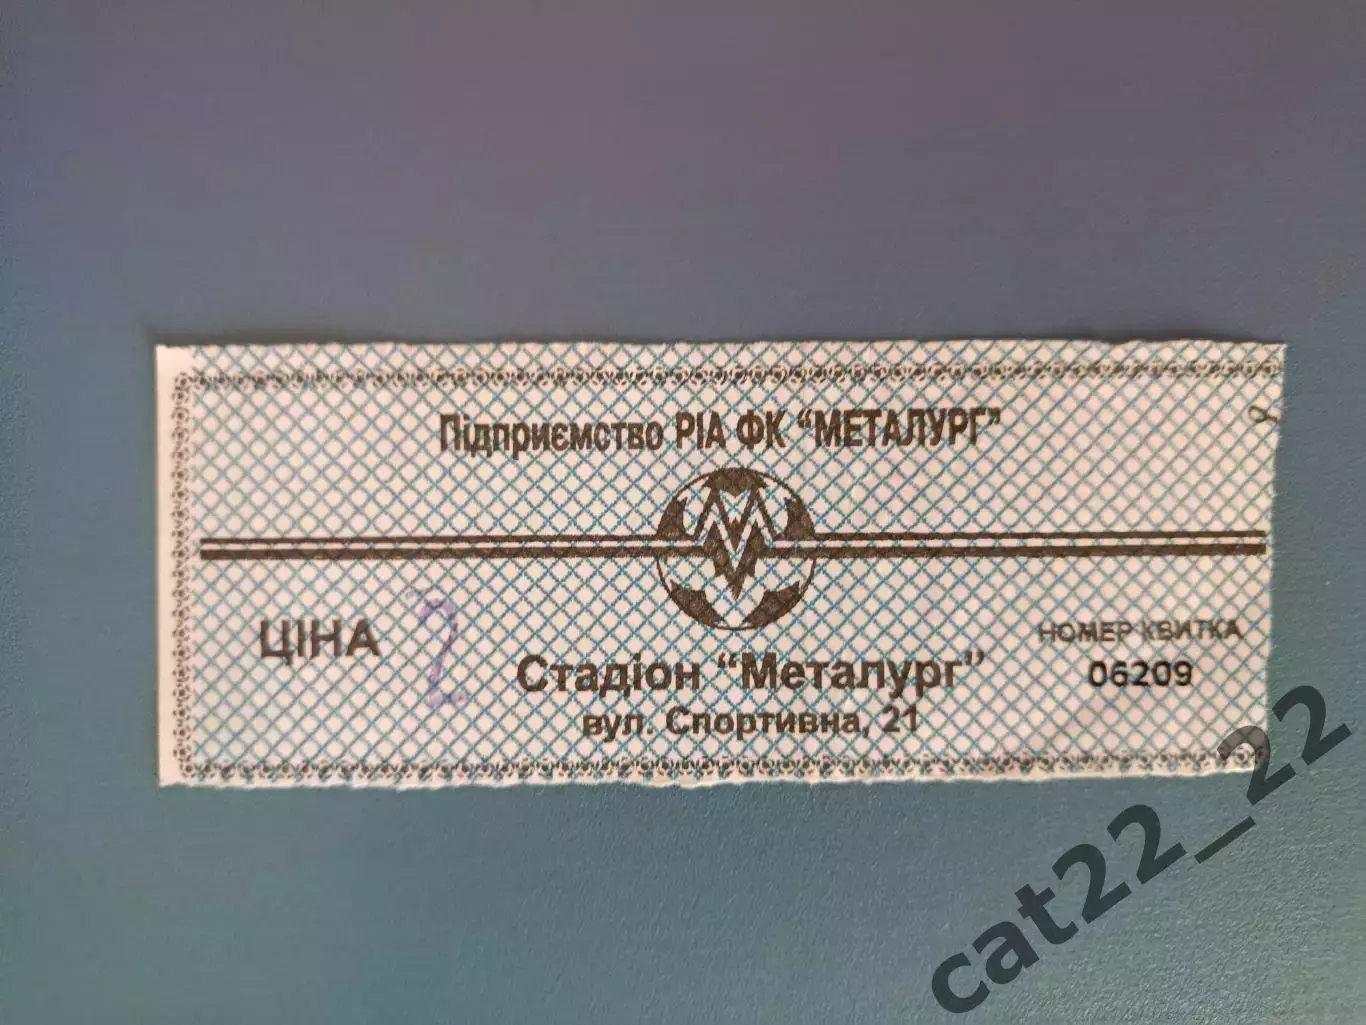 Підприємство РІА ФК “МЕТАЛУРГ”
ЦІНА 2
Стадіон “Металург”
вул. Спортивна, 21
НОМЕР КВИТКА
06209
cat22_22